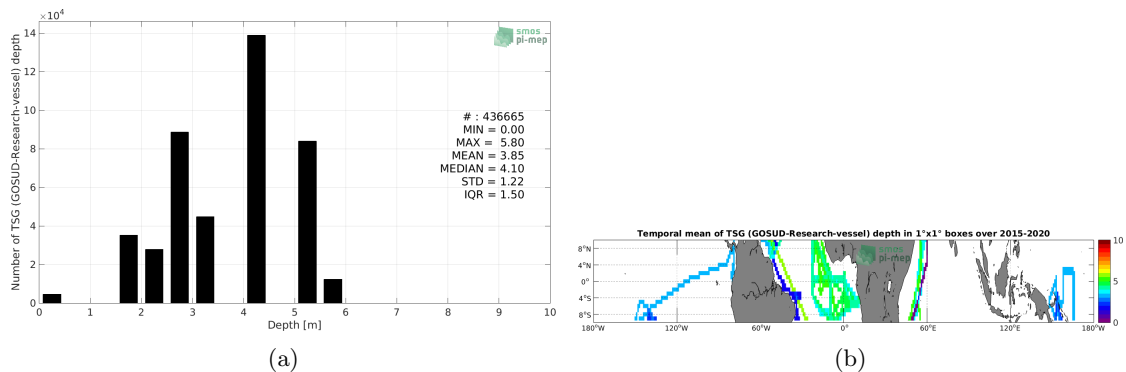 ×10⁴
14
12
10
8
6
4
2
0
Number of TSG (GOSUD-Research-vessel) depth
smos
pi-mep
# : 436665
MIN = 0.00
MAX = 5.80
MEAN = 3.85
MEDIAN = 4.10
STD = 1.22
IQR = 1.50
0 1 2 3 4 5 6 7 8 9 10
Depth [m]
(a)
Temporal mean of TSG (GOSUD-Research-vessel) depth in 1°x1° boxes over 2015-2020
smos
pi-mep
8°N
4°N
0°
4°S
8°S
180°W 120°W 60°W 0° 60°E 120°E 180°W
10
5
0
(b)